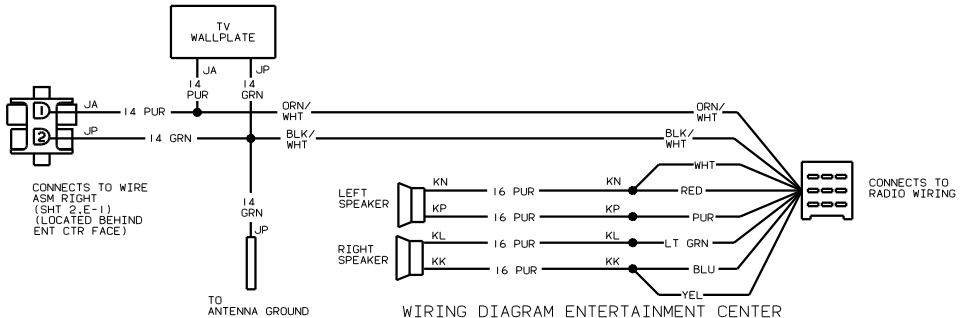 TV
WALLPLATE
JA
JP
14
PUR
14
GRN
1
JA
14 PUR
ORN/
WHT
ORN/
WHT
2
JP
14 GRN
BLK/
WHT
BLK/
WHT
CONNECTS TO WIRE
ASM RIGHT
(SHT 2,E-1)
(LOCATED BEHIND
ENT CTR FACE)
14
GRN
JP
TO
ANTENNA GROUND
LEFT
SPEAKER
KN
16 PUR
KN
WHT
RED
KP
16 PUR
KP
PUR
RIGHT
SPEAKER
KL
16 PUR
KL
LT GRN
KK
16 PUR
KK
BLU
YEL
CONNECTS TO
RADIO WIRING
WIRING DIAGRAM ENTERTAINMENT CENTER